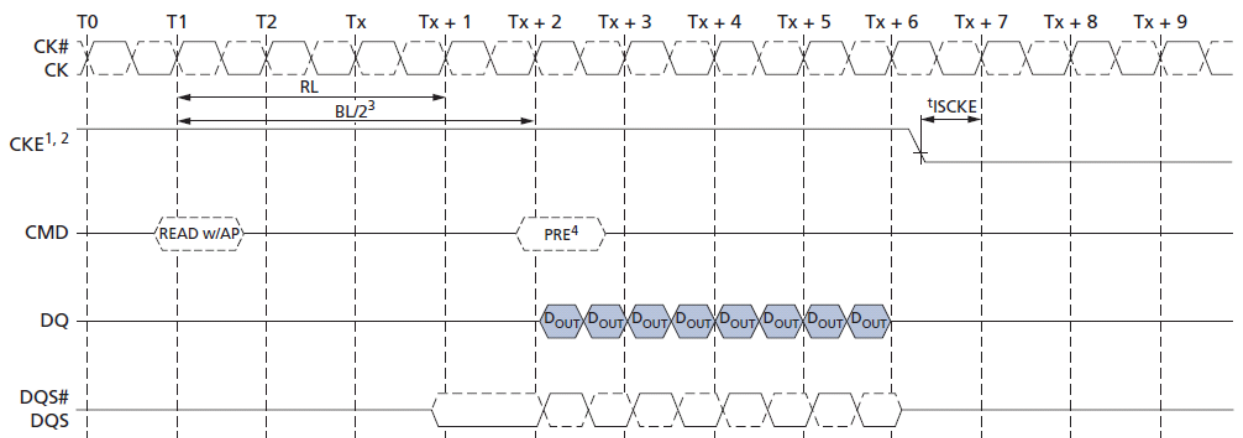 T0 T1 T2 Tx Tx + 1 Tx + 2 Tx + 3 Tx + 4 Tx + 5 Tx + 6 Tx + 7 Tx + 8 Tx + 9
CK#
CK
RL
BL/2³
tISCKE
CKE¹, ²
CMD READ w/AP PRE⁴
DQ DOUT DOUT DOUT DOUT DOUT DOUT DOUT DOUT
DQS#
DQS